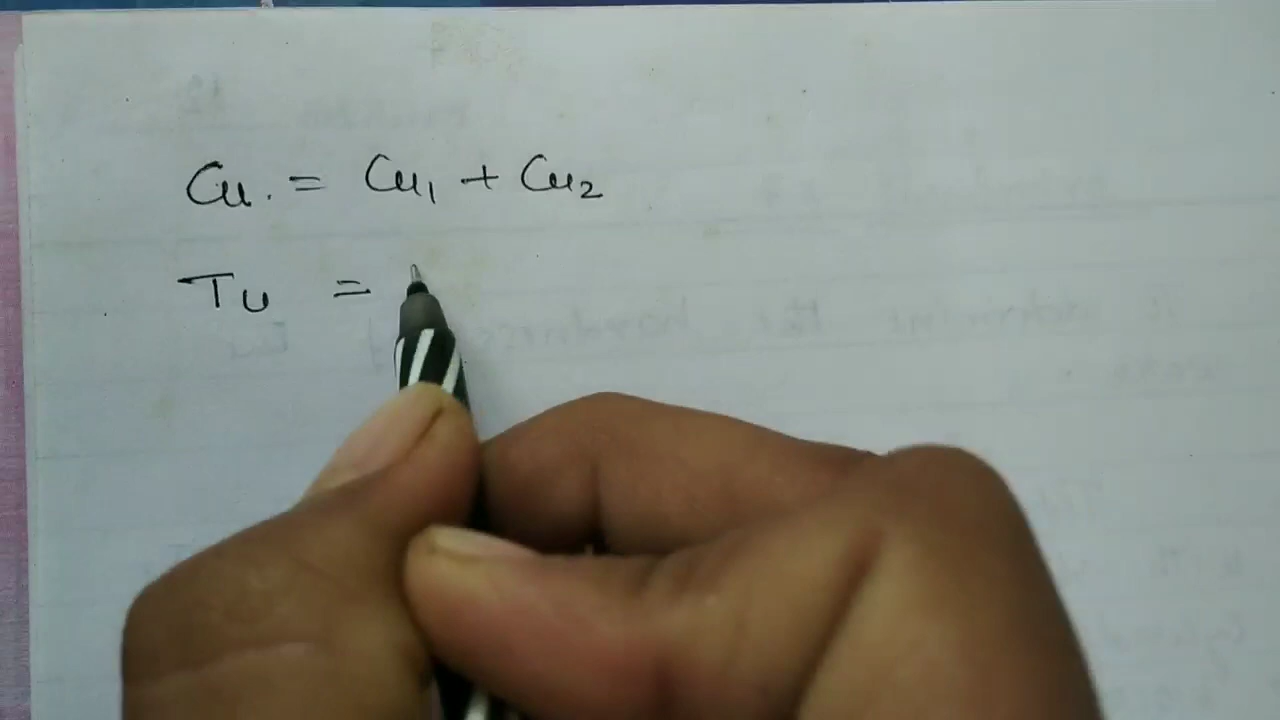 Cu. = Cu1 + Cu2
Tu =